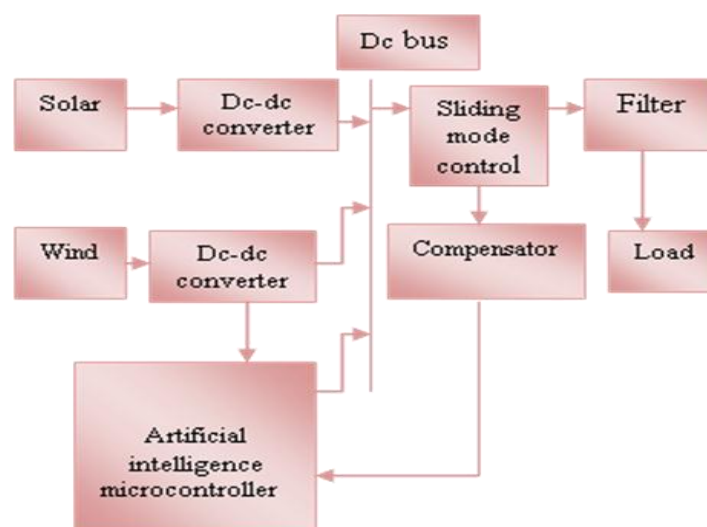 Dc bus
Solar
Dc-dc
converter
Sliding
mode
control
Filter
Wind
Dc-dc
converter
Compensator
Load
Artificial
intelligence
microcontroller